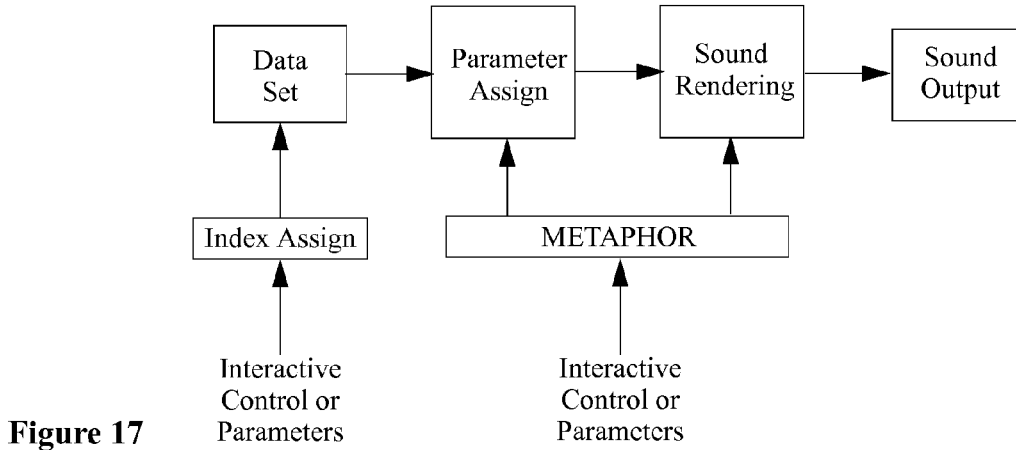 Data
Set
Parameter
Assign
Sound
Rendering
Sound
Output
Index Assign
METAPHOR
Interactive
Control or
Parameters
Interactive
Control or
Parameters
Figure 17